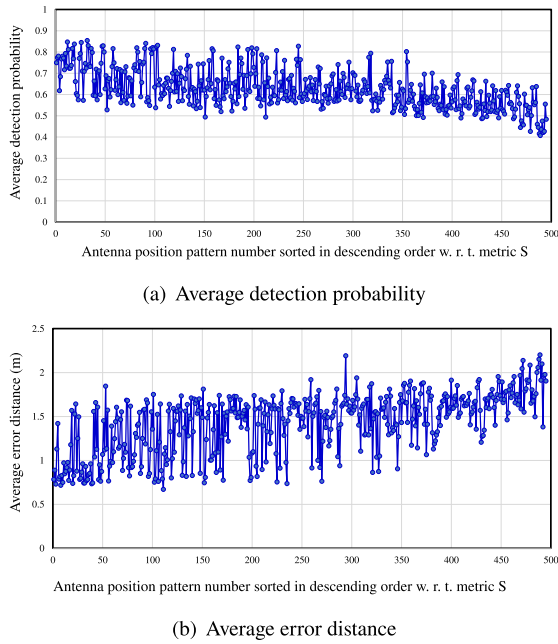 1
0.9
0.8
0.7
0.6
0.5
0.4
0.3
0.2
0.1
0
Average detection probability
0 50 100 150 200 250 300 350 400 450 500
Antenna position pattern number sorted in descending order w. r. t. metric S
(a) Average detection probability
2.5
2
1.5
1
0.5
0
Average error distance (m)
0 50 100 150 200 250 300 350 400 450 500
Antenna position pattern number sorted in descending order w. r. t. metric S
(b) Average error distance